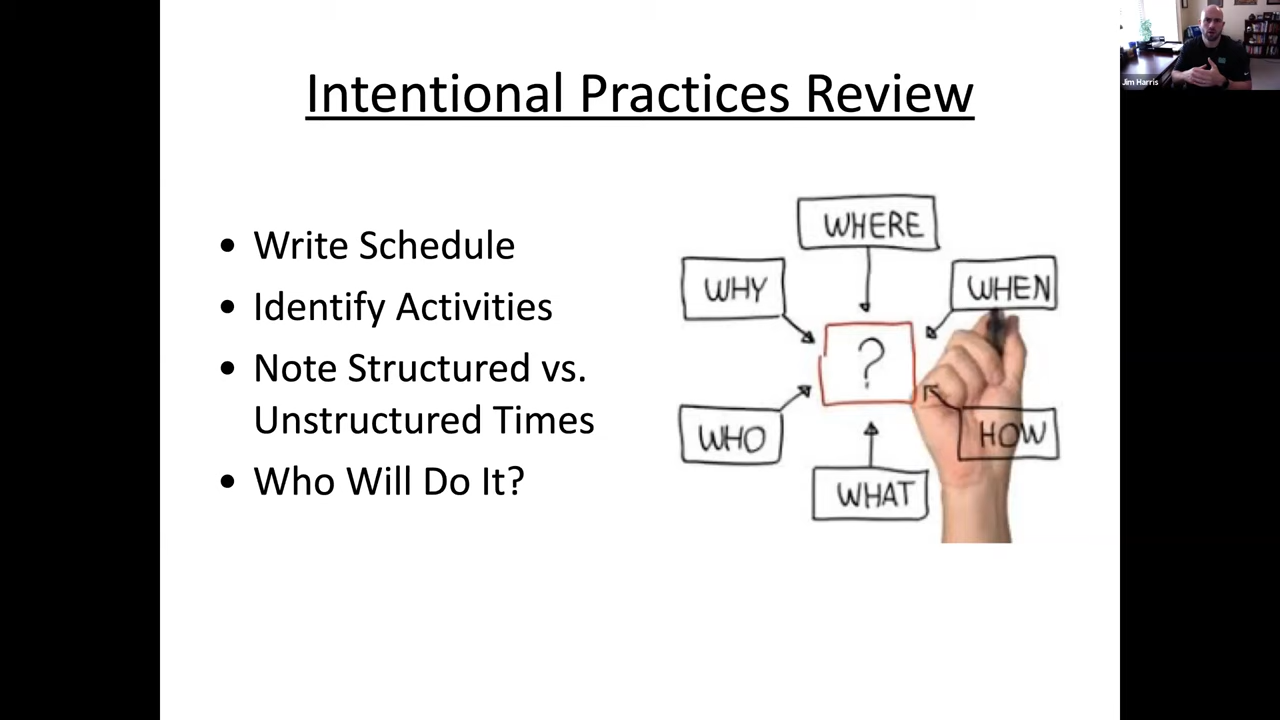 Intentional Practices Review
Jim Harris
• Write Schedule
• Identify Activities
• Note Structured vs.
Unstructured Times
• Who Will Do It?
WHERE
WHY
WHEN
?
WHO
HOW
WHAT